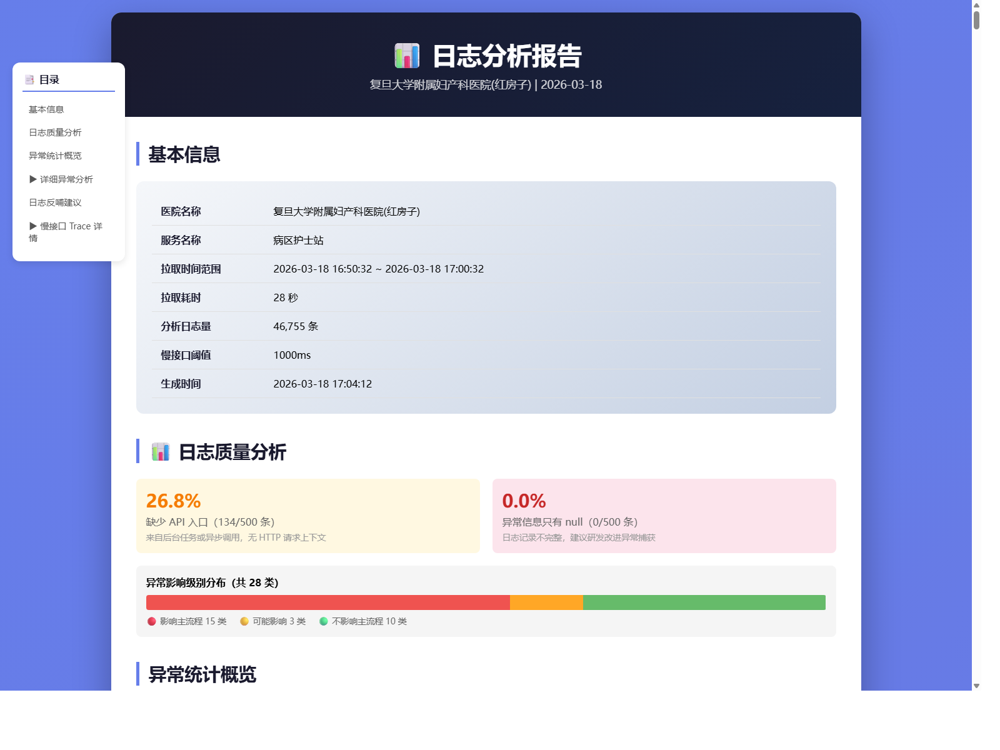 日志分析报告
复旦大学附属妇产科医院(红房子) | 2026-03-18
目录
基本信息
日志质量分析
异常统计概览
▶ 详细异常分析
日志反哺建议
▶ 慢接口 Trace 详
情
基本信息
医院名称 复旦大学附属妇产科医院(红房子)
服务名称 病区护士站
拉取时间范围 2026-03-18 16:50:32 ~ 2026-03-18 17:00:32
拉取耗时 28 秒
分析日志量 46,755 条
慢接口阈值 1000ms
生成时间 2026-03-18 17:04:12
日志质量分析
26.8%
缺少 API 入口（134/500 条）
来自后台任务或异步调用，无 HTTP 请求上下文
0.0%
异常信息只有 null（0/500 条）
日志记录不完整，建议研发改进异常捕获
异常影响级别分布（共 28 类）
影响主流程 15 类 可能影响 3 类 不影响主流程 10 类
异常统计概览